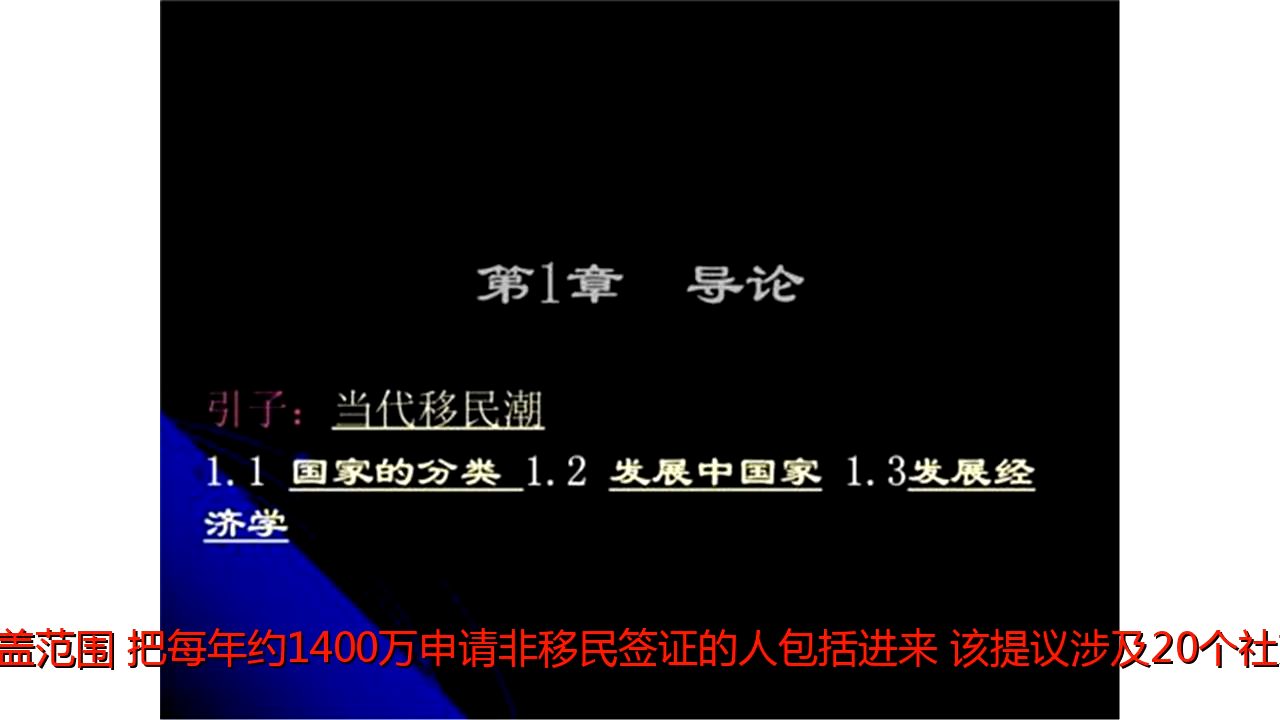 第1章 导论
引子：当代移民潮
1.1 国家的分类 1.2 发展中国家 1.3发展经
济学
盖范围 把每年约1400万申请非移民签证的人包括进来 该提议涉及20个社